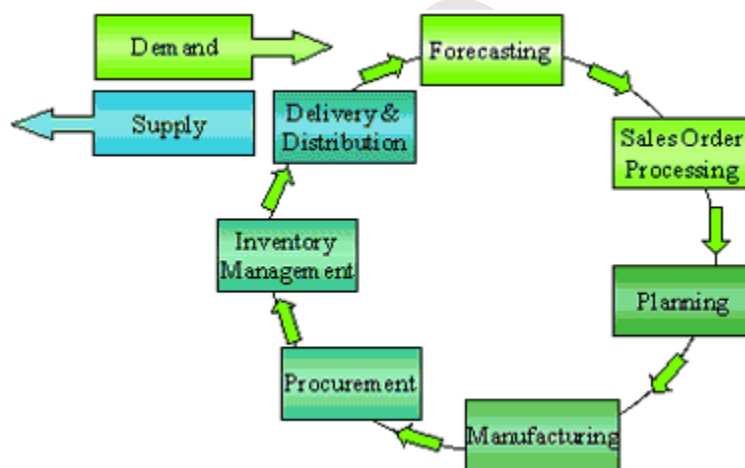 Demand
Supply
Forecasting
Sales Order
Processing
Planning
Manufacturing
Procurement
Inventory
Management
Delivery &
Distribution